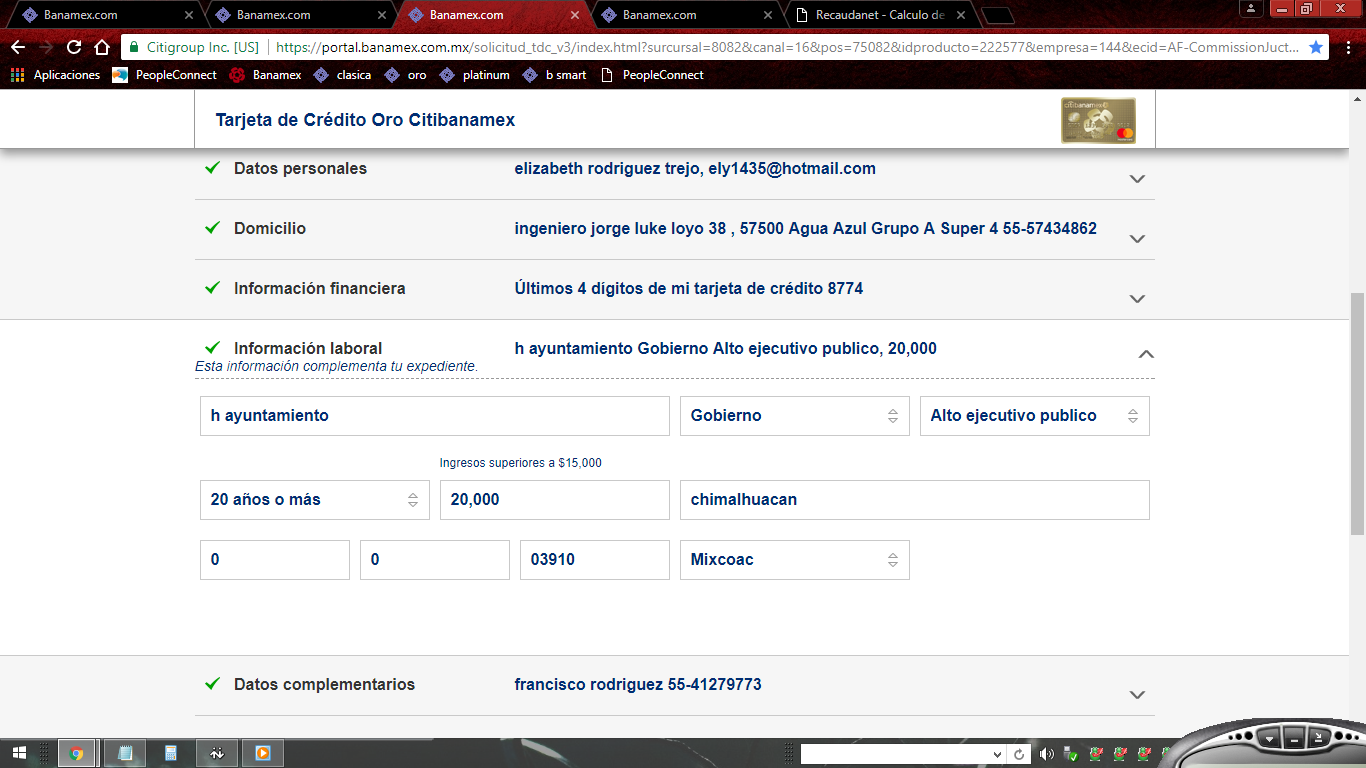 Banamex.com
Banamex.com
Banamex.com
Banamex.com
Recaudanet - Calculo de
Citigroup Inc. [US]
https://portal.banamex.com.mx/solicitud_tdc_v3/index.html?surcursal=8082&canal=16&pos=75082&idproducto=222577&empresa=144&ecid=AF-CommissionJuct...
Aplicaciones PeopleConnect Banamex clasica oro platinum b smart PeopleConnect
Tarjeta de Crédito Oro Citibanamex
citibanamex
Datos personales elizabeth rodriguez trejo, ely1435@hotmail.com
Domicilio ingeniero jorge luke loyo 38 , 57500 Agua Azul Grupo A Super 4 55-57434862
Información financiera Últimos 4 dígitos de mi tarjeta de crédito 8774
Información laboral h ayuntamiento Gobierno Alto ejecutivo publico, 20,000
Esta información complementa tu expediente.
h ayuntamiento Gobierno Alto ejecutivo publico
Ingresos superiores a $15,000
20 años o más 20,000 chimalhuacan
0 0 03910 Mixcoac
Datos complementarios francisco rodriguez 55-41279773